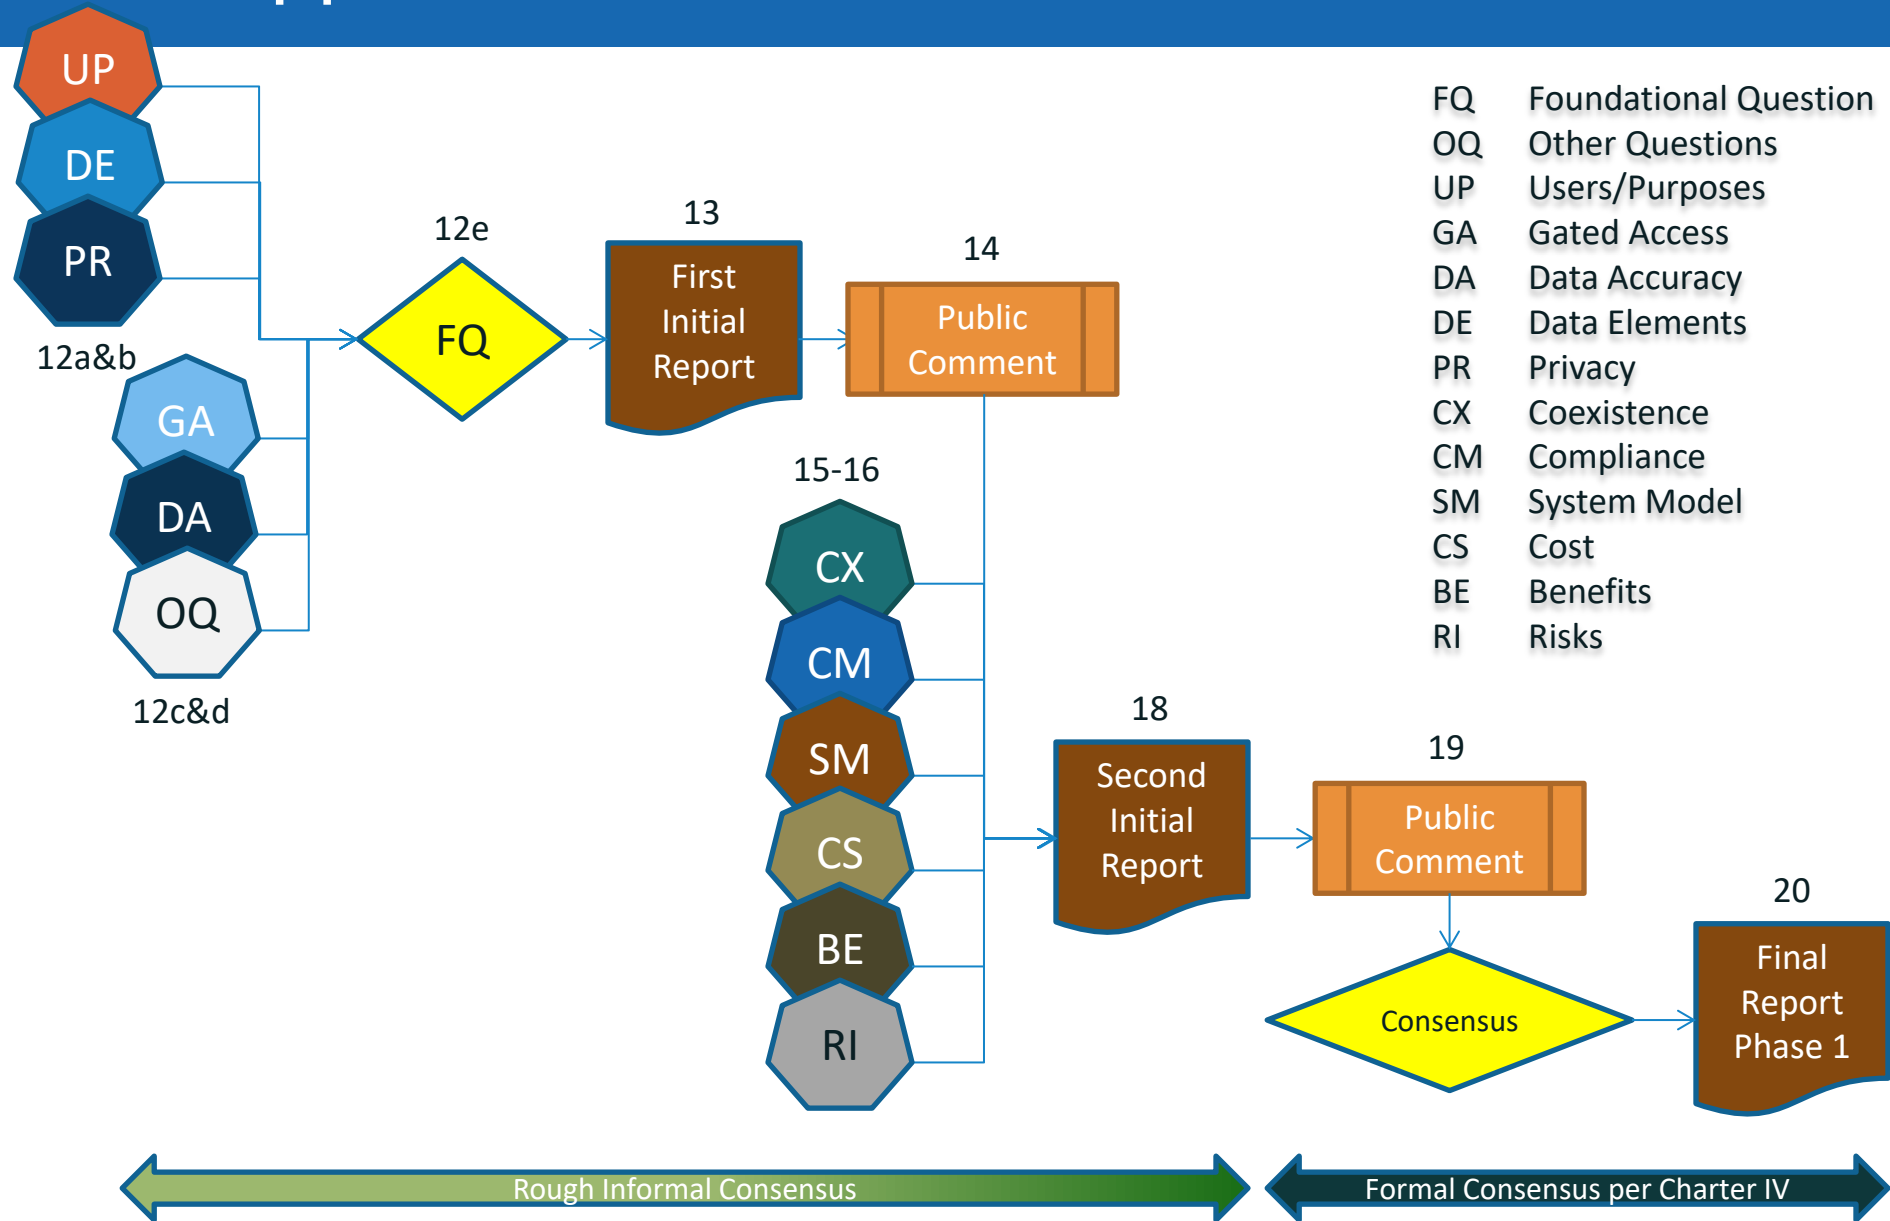 UP
DE
PR
12a&b
GA
DA
OQ
12c&d
12e
FQ
13
First
Initial
Report
14
Public
Comment
15-16
CX
CM
SM
CS
BE
RI
18
Second
Initial
Report
19
Public
Comment
Consensus
20
Final
Report
Phase 1
FQ Foundational Question
OQ Other Questions
UP Users/Purposes
GA Gated Access
DA Data Accuracy
DE Data Elements
PR Privacy
CX Coexistence
CM Compliance
SM System Model
CS Cost
BE Benefits
RI Risks
Rough Informal Consensus
Formal Consensus per Charter IV